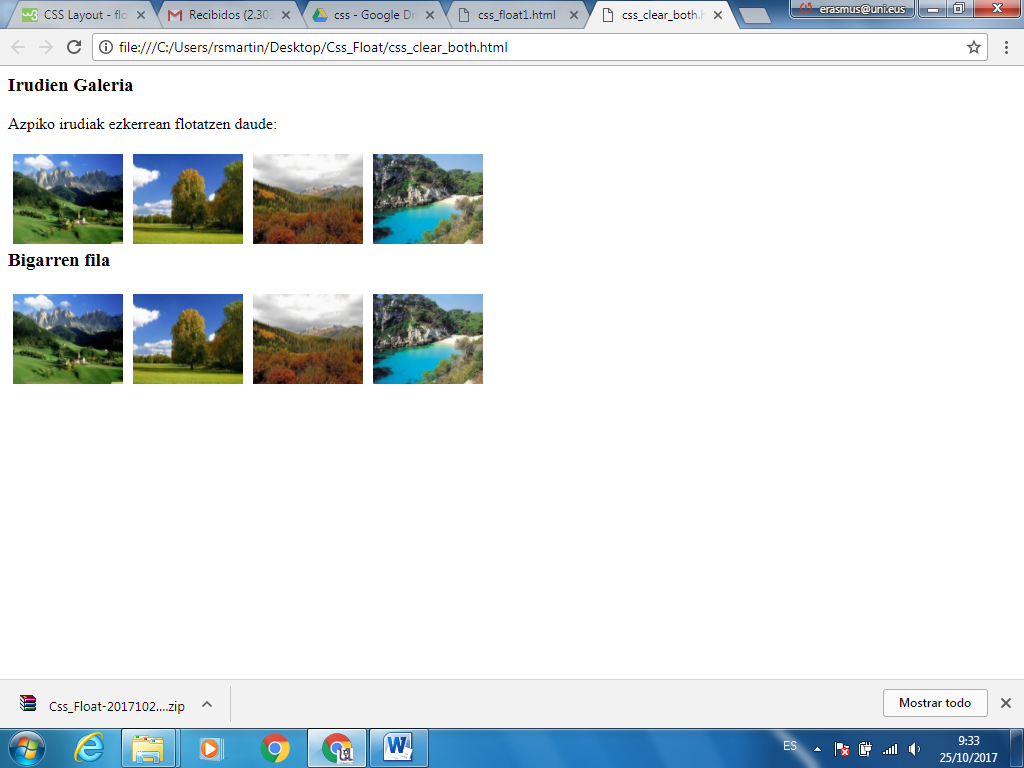 CSS Layout - flo
Recibidos (2.303
css - Google Dr
css_float1.html
css_clear_both.h
erasmus@uni.eus
file:///C:/Users/rsmartin/Desktop/Css_Float/css_clear_both.html
Irudien Galeria
Azpiko irudiak ezkerrean flotatzen daude:
Bigarren fila
Css_Float-2017102....zip
Mostrar todo
ES
9:33
25/10/2017